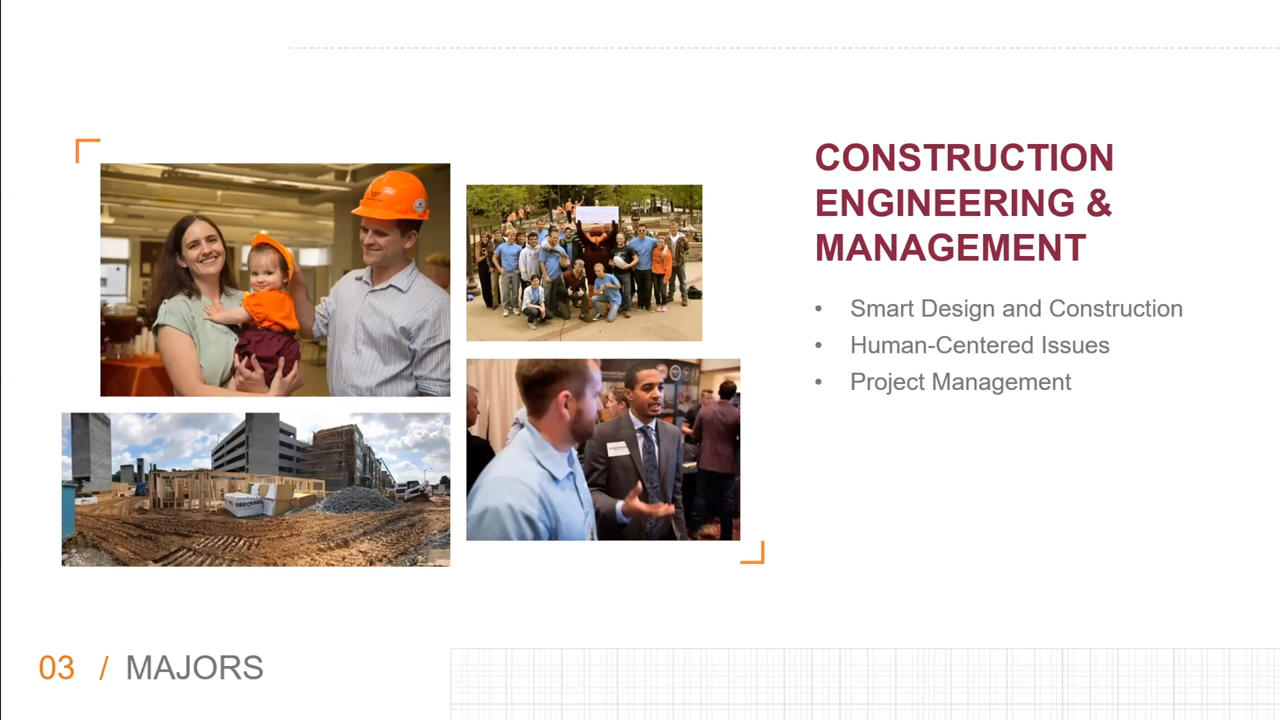 CONSTRUCTION
ENGINEERING &
MANAGEMENT
• Smart Design and Construction
• Human-Centered Issues
• Project Management
03 / MAJORS